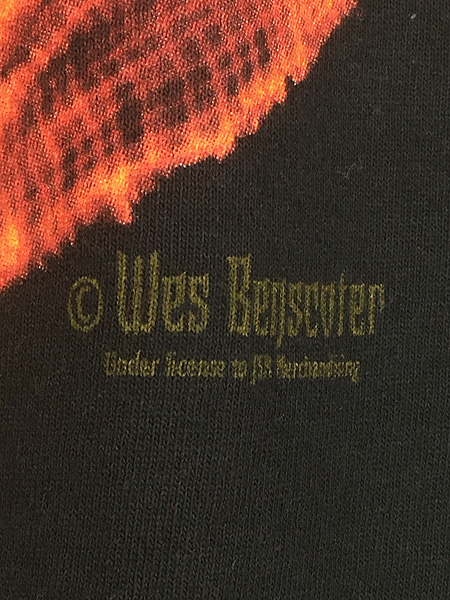 © Wes Benscoter
Under license to JSR Merchandising